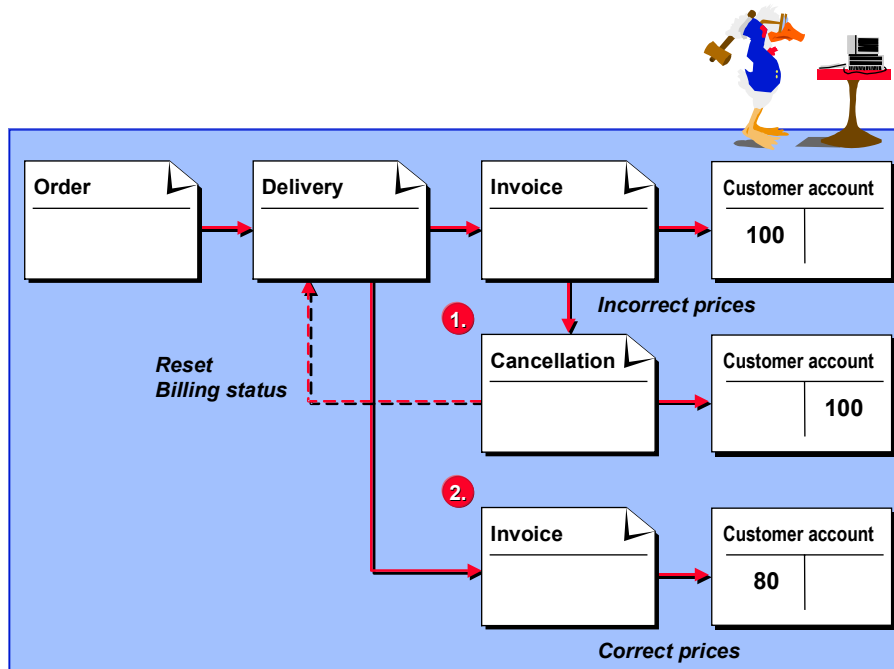 Order
Delivery
Invoice
Customer account
100
Incorrect prices
1.
Cancellation
Customer account
100
Reset
Billing status
2.
Invoice
Customer account
80
Correct prices